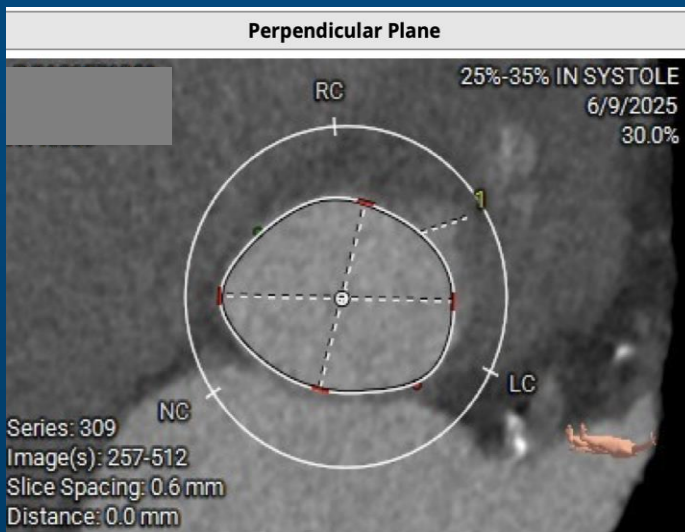 Perpendicular Plane
25%-35% IN SYSTOLE
6/9/2025
30.0%
RC
LC
NC
Series: 309
Image(s): 257-512
Slice Spacing: 0.6 mm
Distance: 0.0 mm